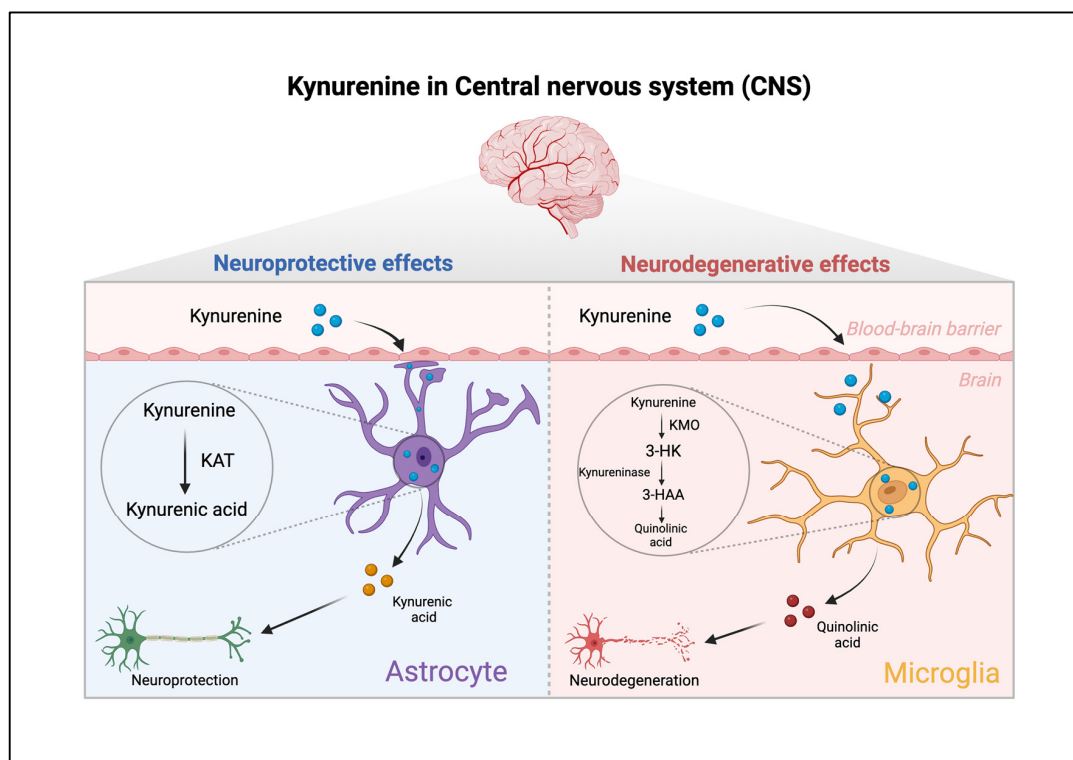 Kynurenine in Central nervous system (CNS)
Neuroprotective effects
Neurodegenerative effects
Kynurenine
Kynurenine
Blood-brain barrier
Brain
Kynurenine
KAT
Kynurenic acid
Kynurenine
KMO
3-HK
Kynureninase
3-HAA
Quinolinic
acid
Kynurenic
acid
Neuroprotection
Astrocyte
Quinolinic
acid
Neurodegeneration
Microglia